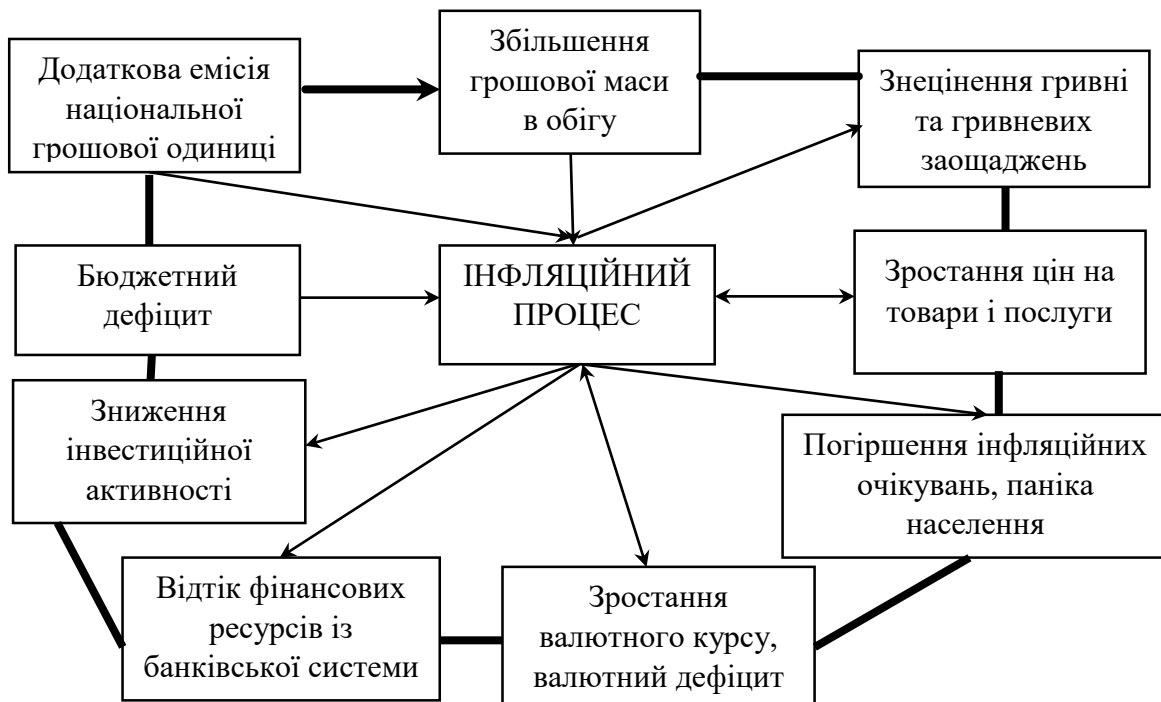 Додаткова емісія
національної
грошової одиниці
Збільшення
грошової маси
в обігу
Знецінення гривні
та гривневих
заощаджень
Бюджетний
дефіцит
ІНФЛЯЦІЙНИЙ
ПРОЦЕС
Зростання цін на
товари і послуги
Зниження
інвестиційної
активності
Погіршення інфляційних
очікувань, паніка
населення
Відтік фінансових
ресурсів із
банківської системи
Зростання
валютного курсу,
валютний дефіцит